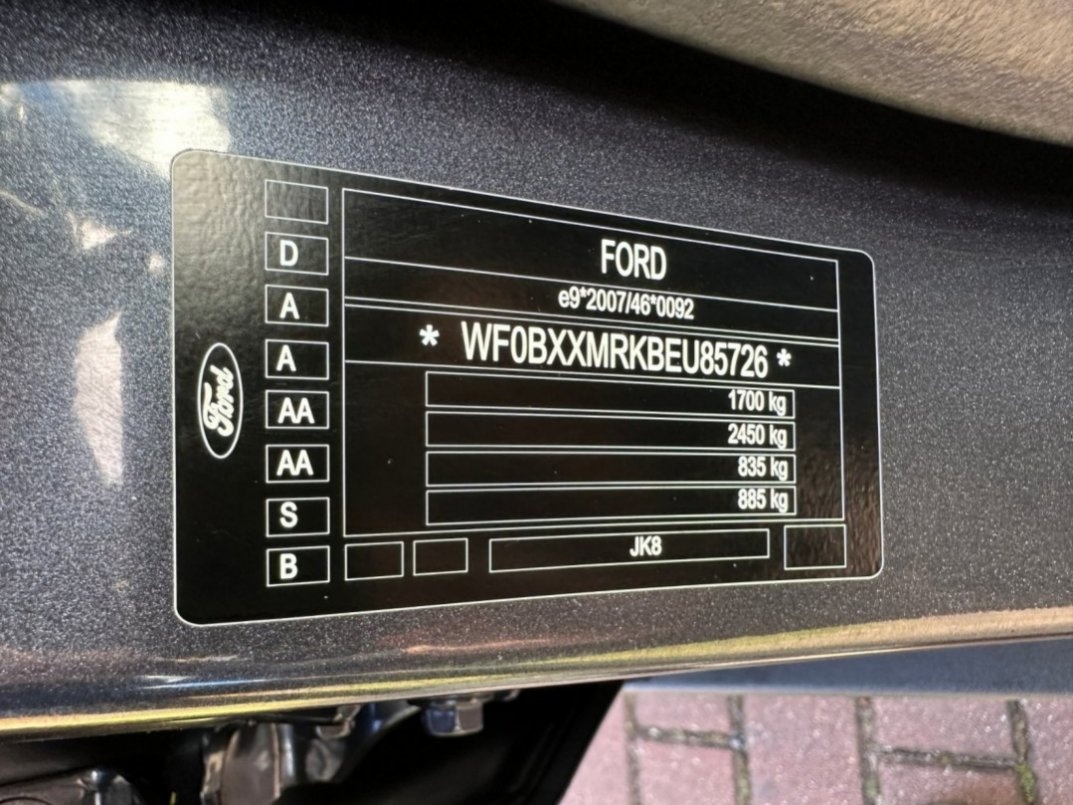 Ford
D
A
A
AA
AA
S
B
FORD
e9*2007/46*0092
* WF0BXXMRKBEU85726 *
1700 kg
2450 kg
835 kg
885 kg
JK8